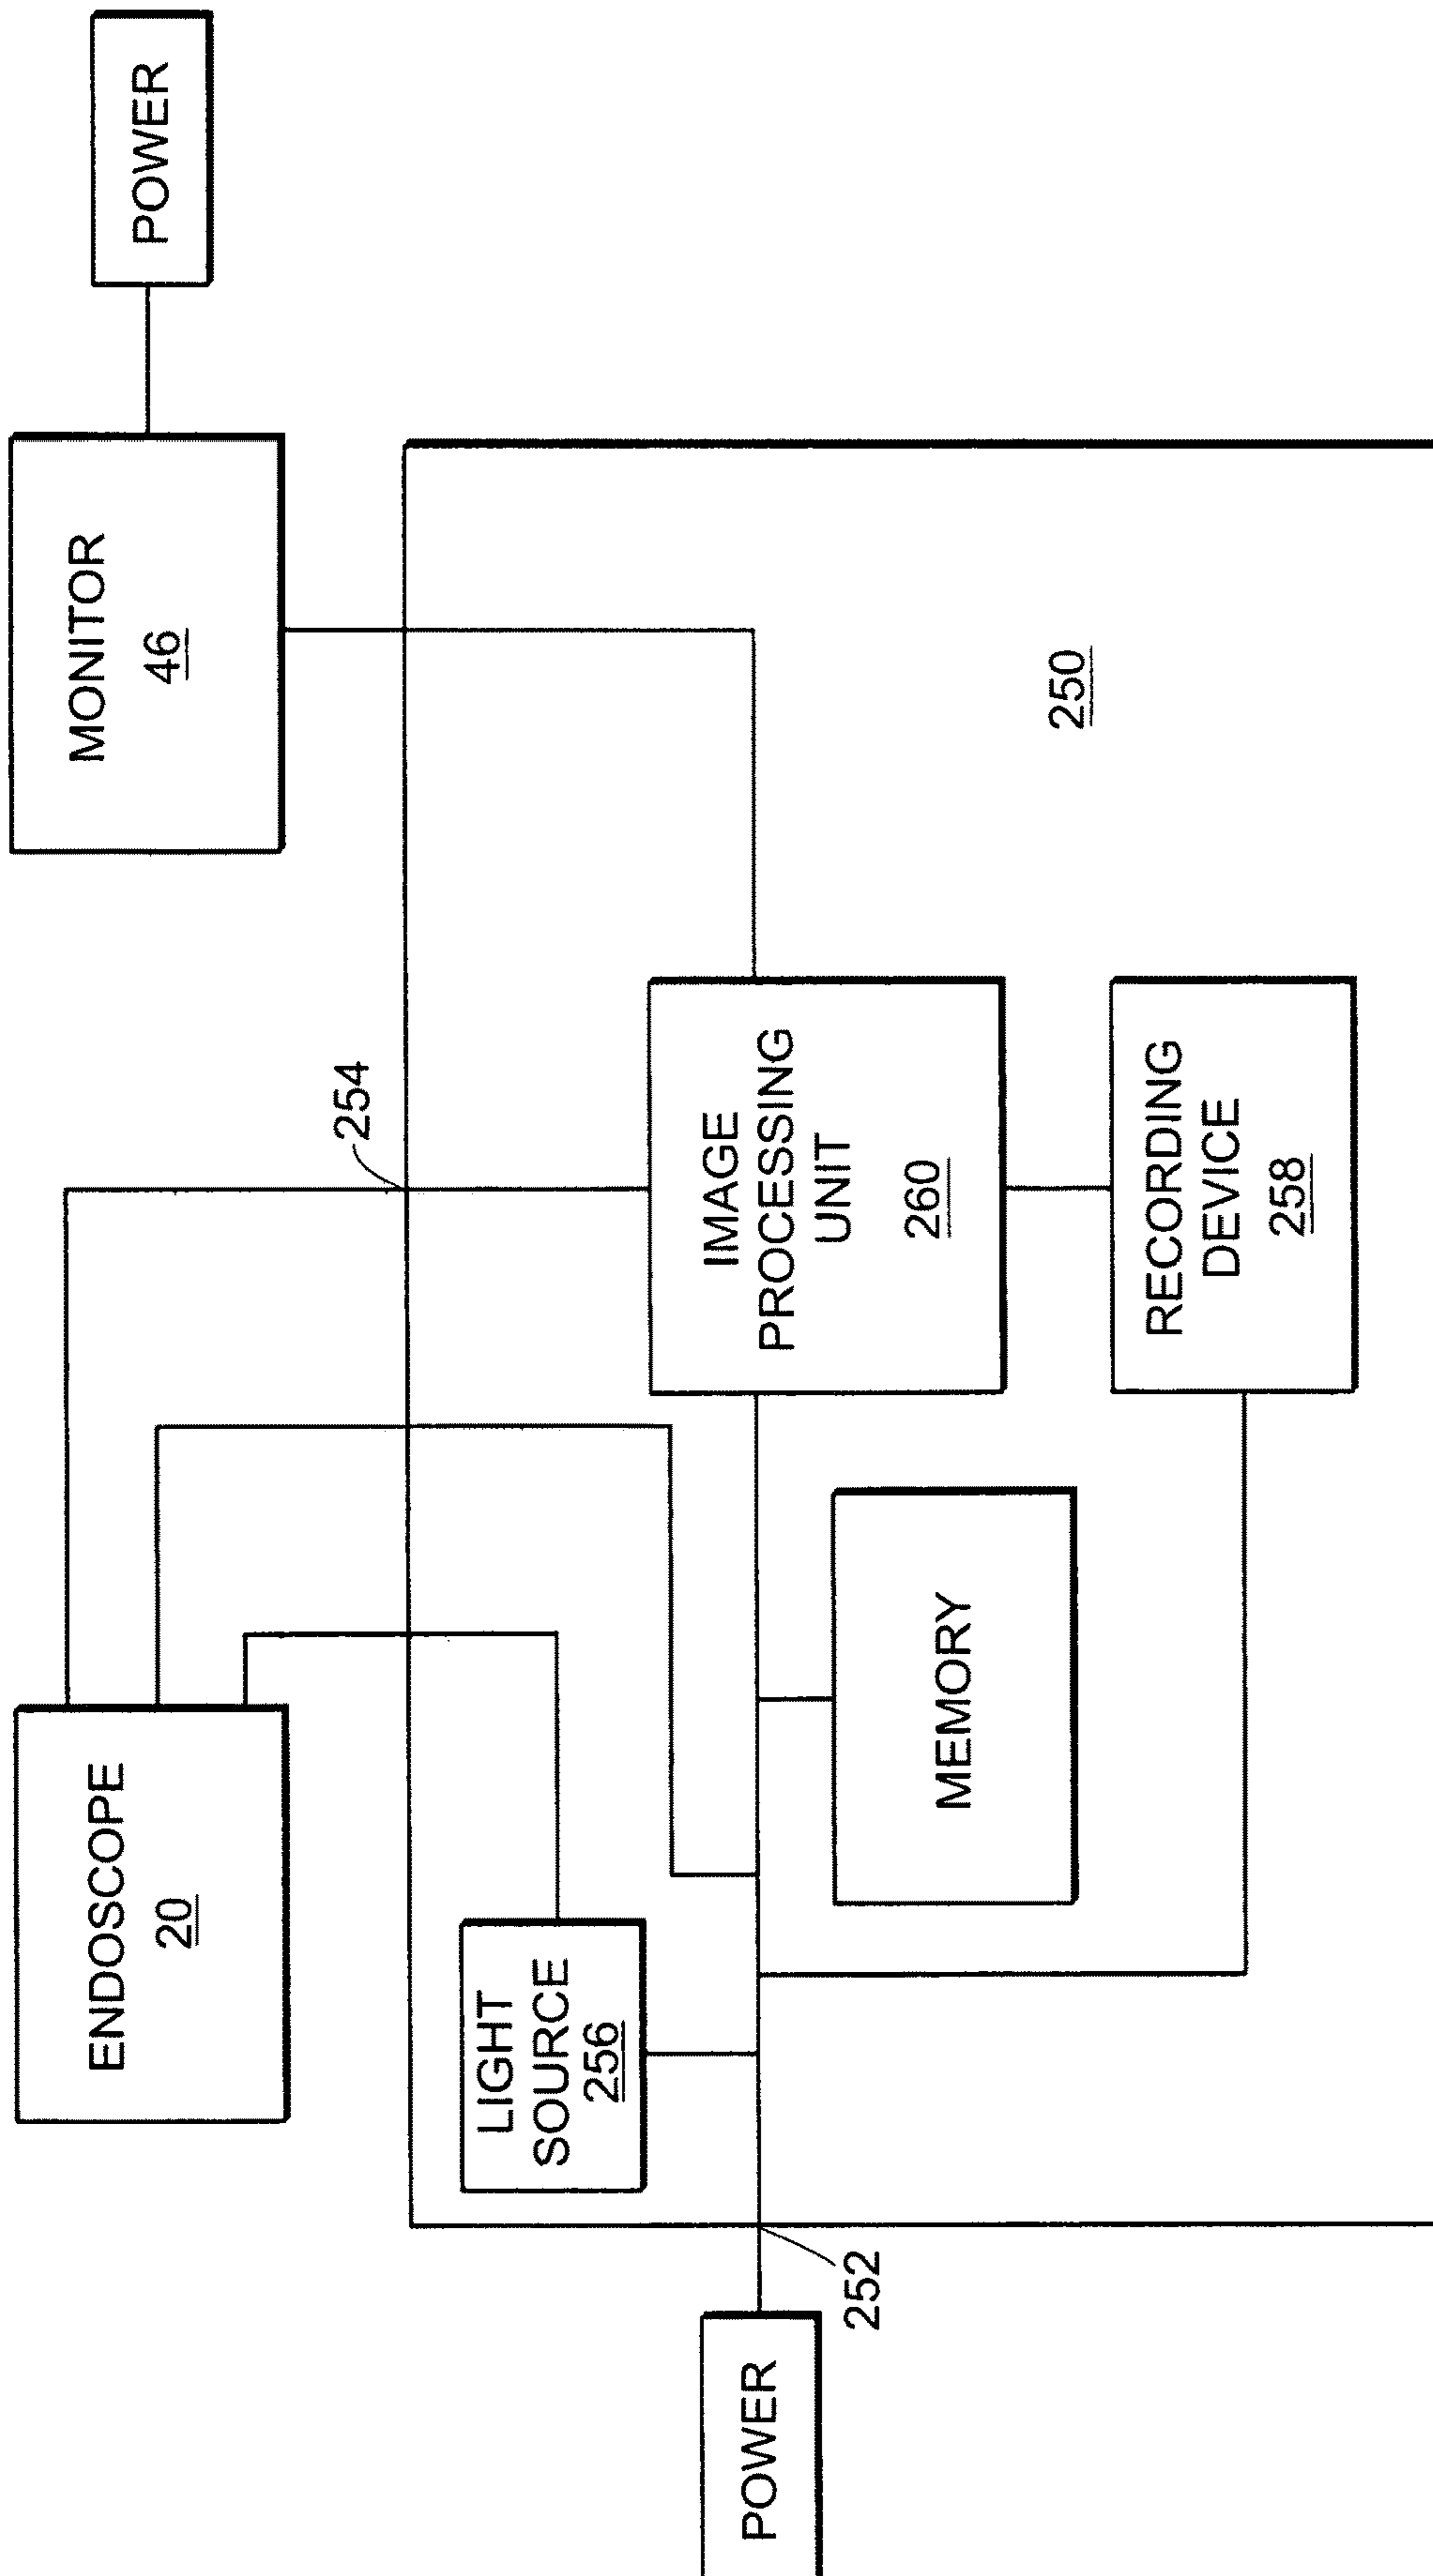 ENDOSCOPE
20
MONITOR
46
POWER
254
LIGHT
SOURCE
256
IMAGE
PROCESSING
UNIT
260
POWER
252
MEMORY
250
RECORDING
DEVICE
258